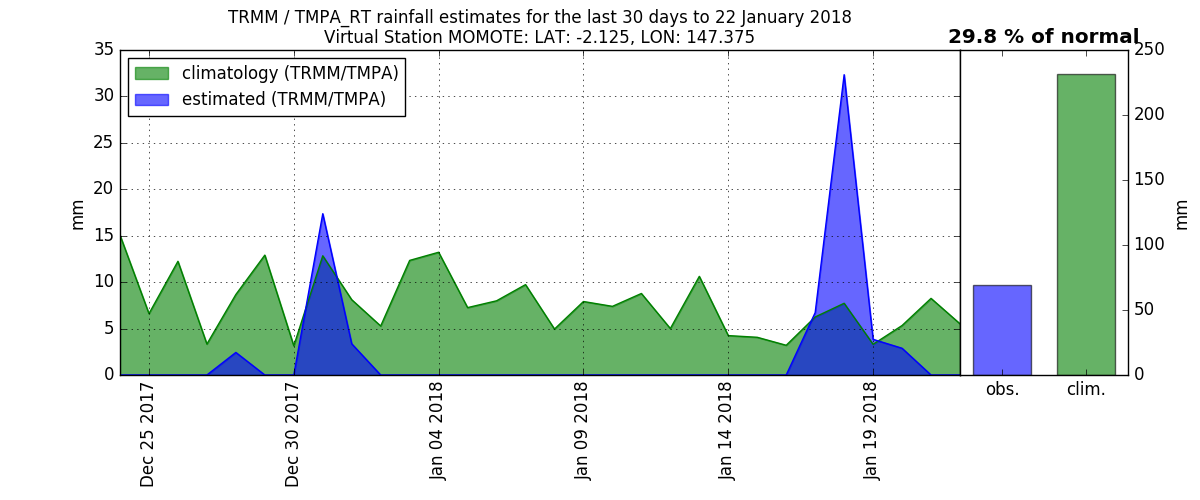 TRMM / TMPA_RT rainfall estimates for the last 30 days to 22 January 2018
Virtual Station MOMOTE: LAT: -2.125, LON: 147.375
29.8 % of normal
climatology (TRMM/TMPA)
estimated (TRMM/TMPA)
35
30
25
20
15
10
5
0
mm
Dec 25 2017
Dec 30 2017
Jan 04 2018
Jan 09 2018
Jan 14 2018
Jan 19 2018
250
200
150
100
50
0
mm
obs.
clim.